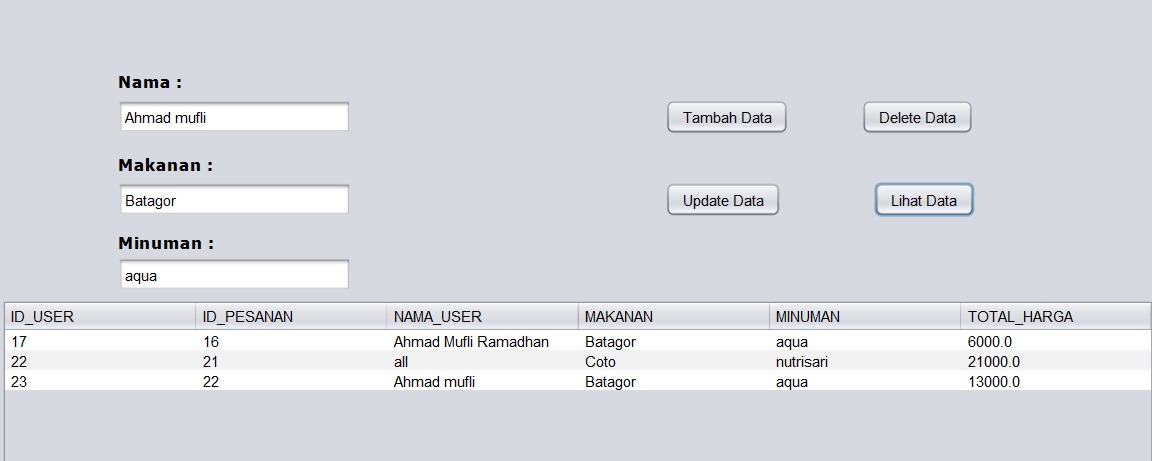 Nama :
Ahmad mufli
Tambah Data
Delete Data
Makanan :
Batagor
Update Data
Lihat Data
Minuman :
aqua
ID_USER ID_PESANAN NAMA_USER MAKANAN MINUMAN TOTAL_HARGA
17 16 Ahmad Mufli Ramadhan Batagor aqua 6000.0
22 21 all Coto nutrisari 21000.0
23 22 Ahmad mufli Batagor aqua 13000.0